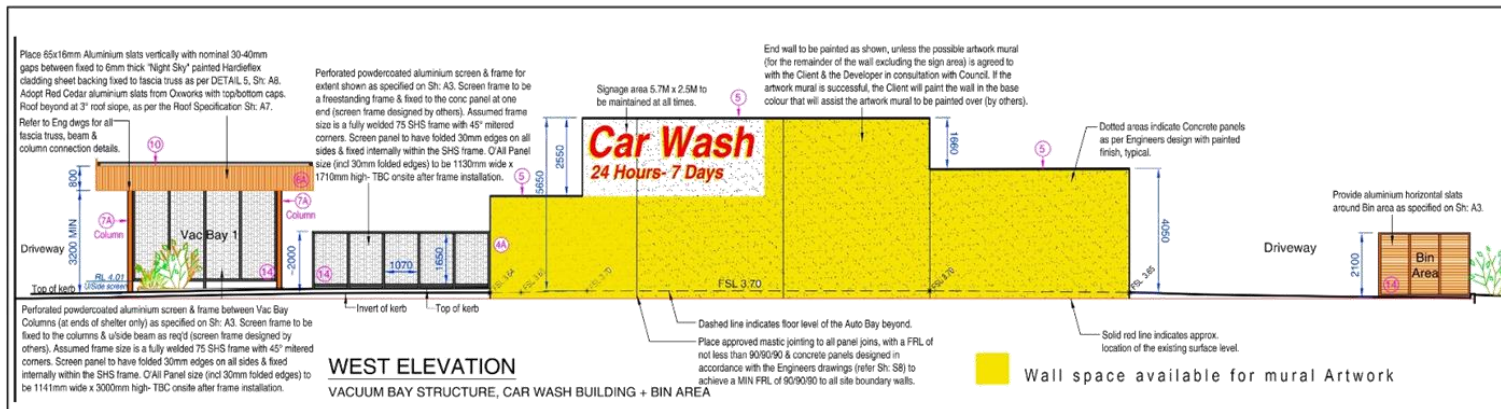 Place 65x16mm Aluminium slats vertically with nominal 30-40mm
gaps between fixed to 6mm thick "Night Sky" painted Hardieflex
cladding sheet backing fixed to fascia truss as per DETAIL 5, Sh: A8.
Adopt Red Cedar aluminium slats from Oxworks with top/bottom caps.
Roof beyond at 3° roof slope, as per the Roof Specification Sh: A7.
Refer to Eng dwgs for all
fascia truss, beam &
column connection details.
10
800
6A
7A
Column
7A
Column
3200 MIN
Driveway
Vac Bay 1
RL 4.01
U/Side screen
14
Top of kerb
Perforated powdercoated aluminium screen & frame for
extent shown as specified on Sh: A3. Screen frame to be
a freestanding frame & fixed to the conc panel at one
end (screen frame designed by others). Assumed frame
size is a fully welded 75 SHS frame with 45° mitered
corners. Screen panel to have folded 30mm edges on all
sides & fixed internally within the SHS frame. O'All Panel
size (incl 30mm folded edges) to be 1130mm wide x
1710mm high- TBC onsite after frame installation.
~2000
14
1070
1650
4A
Invert of kerb
Top of kerb
Signage area 5.7M x 2.5M to
be maintained at all times.
5
5
5650
2550
Car Wash
24 Hours- 7 Days
End wall to be painted as shown, unless the possible artwork mural
(for the remainder of the wall excluding the sign area) is agreed to
with the Client & the Developer in consultation with Council. If the
artwork mural is successful, the Client will paint the wall in the base
colour that will assist the artwork mural to be painted over (by others).
1660
5
Dotted areas indicate Concrete panels
as per Engineers design with painted
finish, typical.
4050
FSL 3.64
FSL 3.70
FSL 3.70
FSL 3.70
FSL 3.65
Driveway
Provide aluminium horizontal slats
around Bin area as specified on Sh: A3.
2100
Bin
Area
14
Perforated powdercoated aluminium screen & frame between Vac Bay
Columns (at ends of shelter only) as specified on Sh: A3. Screen frame to be
fixed to the columns & u/side beam as req'd (screen frame designed by
others). Assumed frame size is a fully welded 75 SHS frame with 45° mitered
corners. Screen panel to have folded 30mm edges on all sides & fixed
internally within the SHS frame. O'All Panel size (incl 30mm folded edges) to
be 1141mm wide x 3000mm high- TBC onsite after frame installation.
Dashed line indicates floor level of the Auto Bay beyond.
Place approved mastic jointing to all panel joins, with a FRL of
not less than 90/90/90 & concrete panels designed in
accordance with the Engineers drawings (refer Sh: S8) to
achieve a MIN FRL of 90/90/90 to all site boundary walls.
Solid red line indicates approx.
location of the existing surface level.
WEST ELEVATION
VACUUM BAY STRUCTURE, CAR WASH BUILDING + BIN AREA
Wall space available for mural Artwork